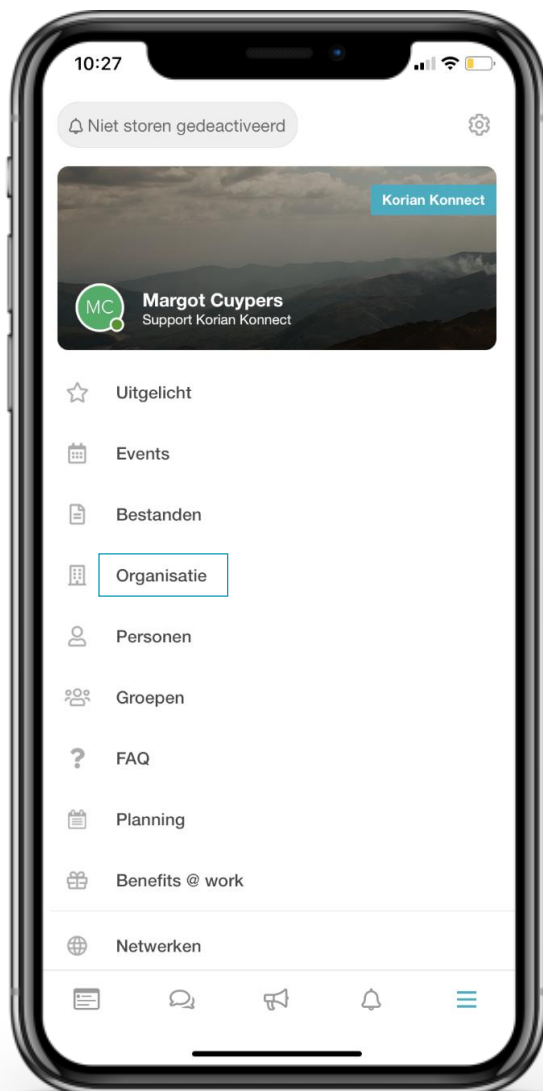 10:27
Niet storen gedeactiveerd
Korian Konnect
MC
Margot Cuypers
Support Korian Konnect
Uitgelicht
Events
Bestanden
Organisatie
Personen
Groepen
? FAQ
Planning
Benefits @ work
Netwerken